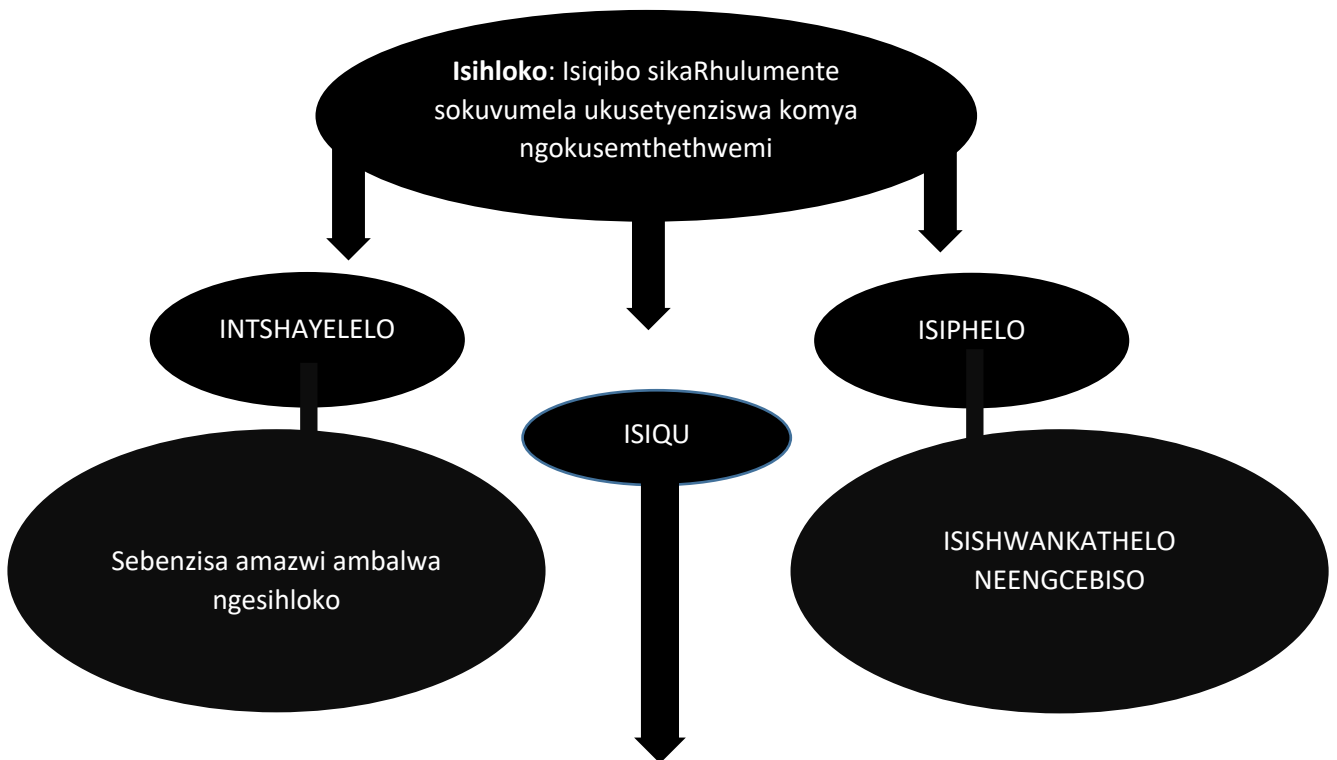 Isihloko: Isiqibo sikaRhulumente
sokuvumela ukusetyenziswa komya
ngokusemthethwemi
INTSHAYELELO
ISIPHELO
ISIQU
Sebenzisa amazwi ambalwa
ngesihloko
ISISHWANKATHELO
NEENGCEBISO